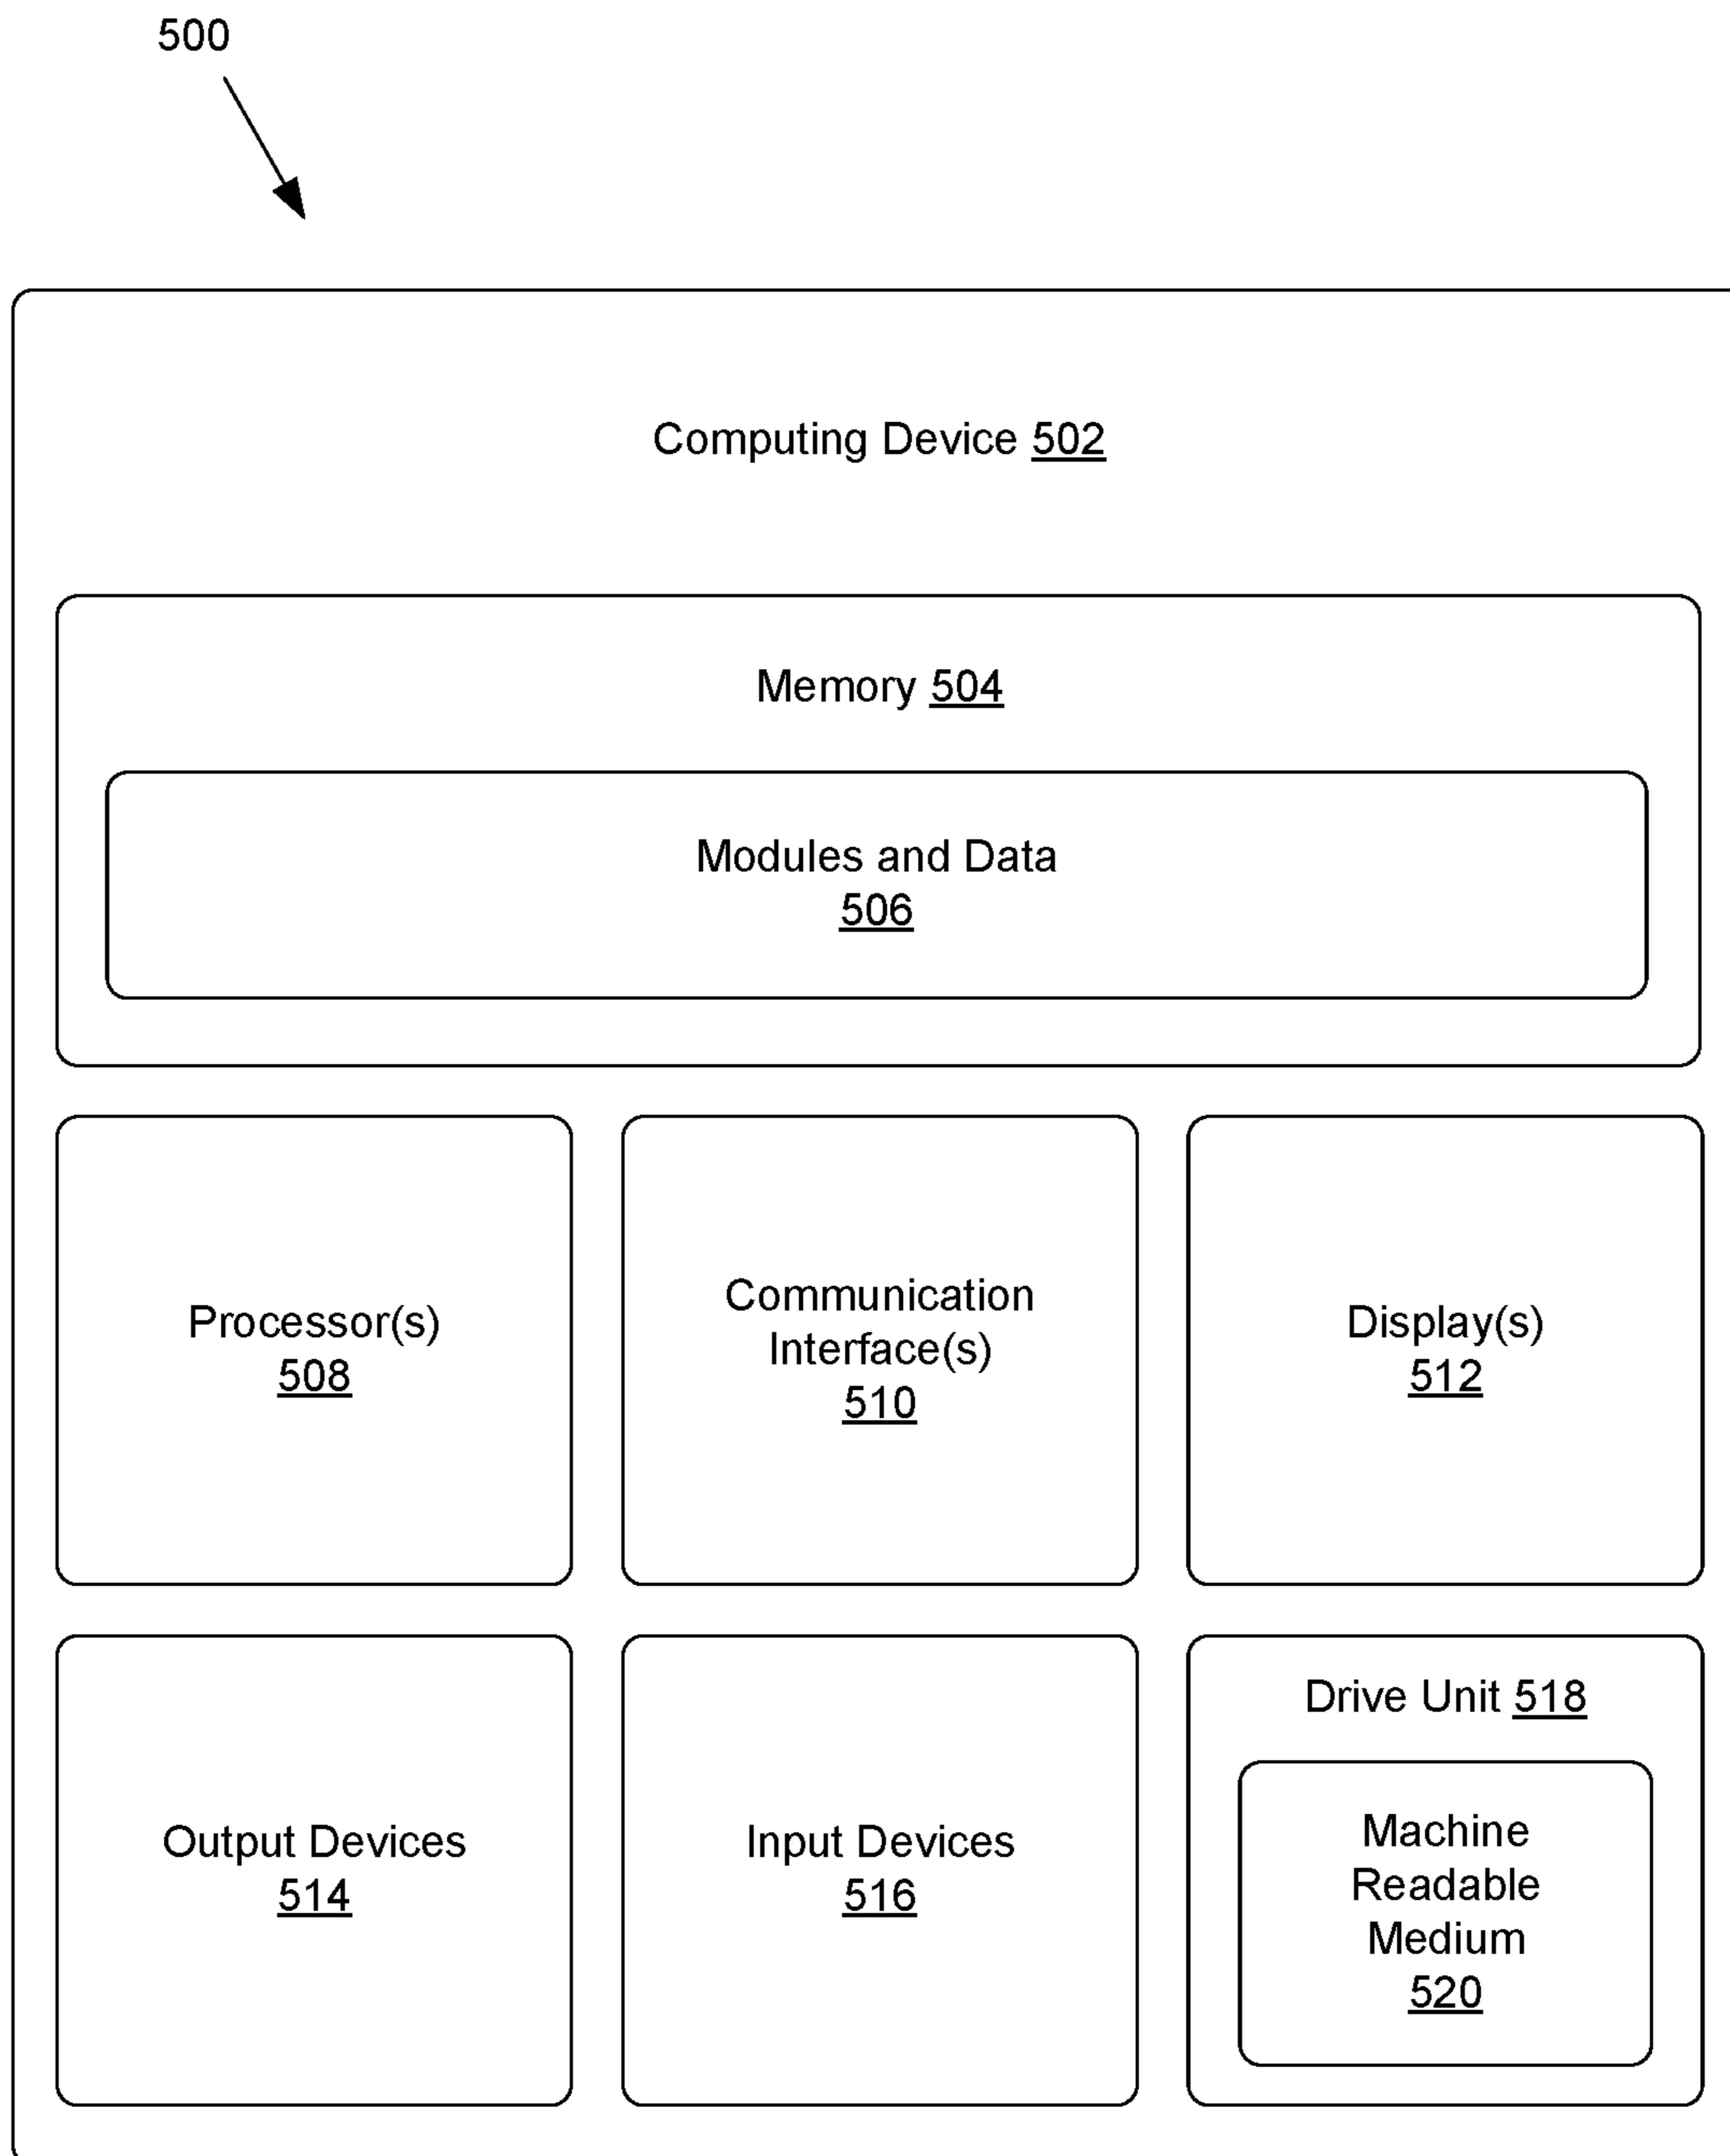 500
Computing Device 502
Memory 504
Modules and Data
506
Processor(s)
508
Communication
Interface(s)
510
Display(s)
512
Output Devices
514
Input Devices
516
Drive Unit 518
Machine
Readable
Medium
520